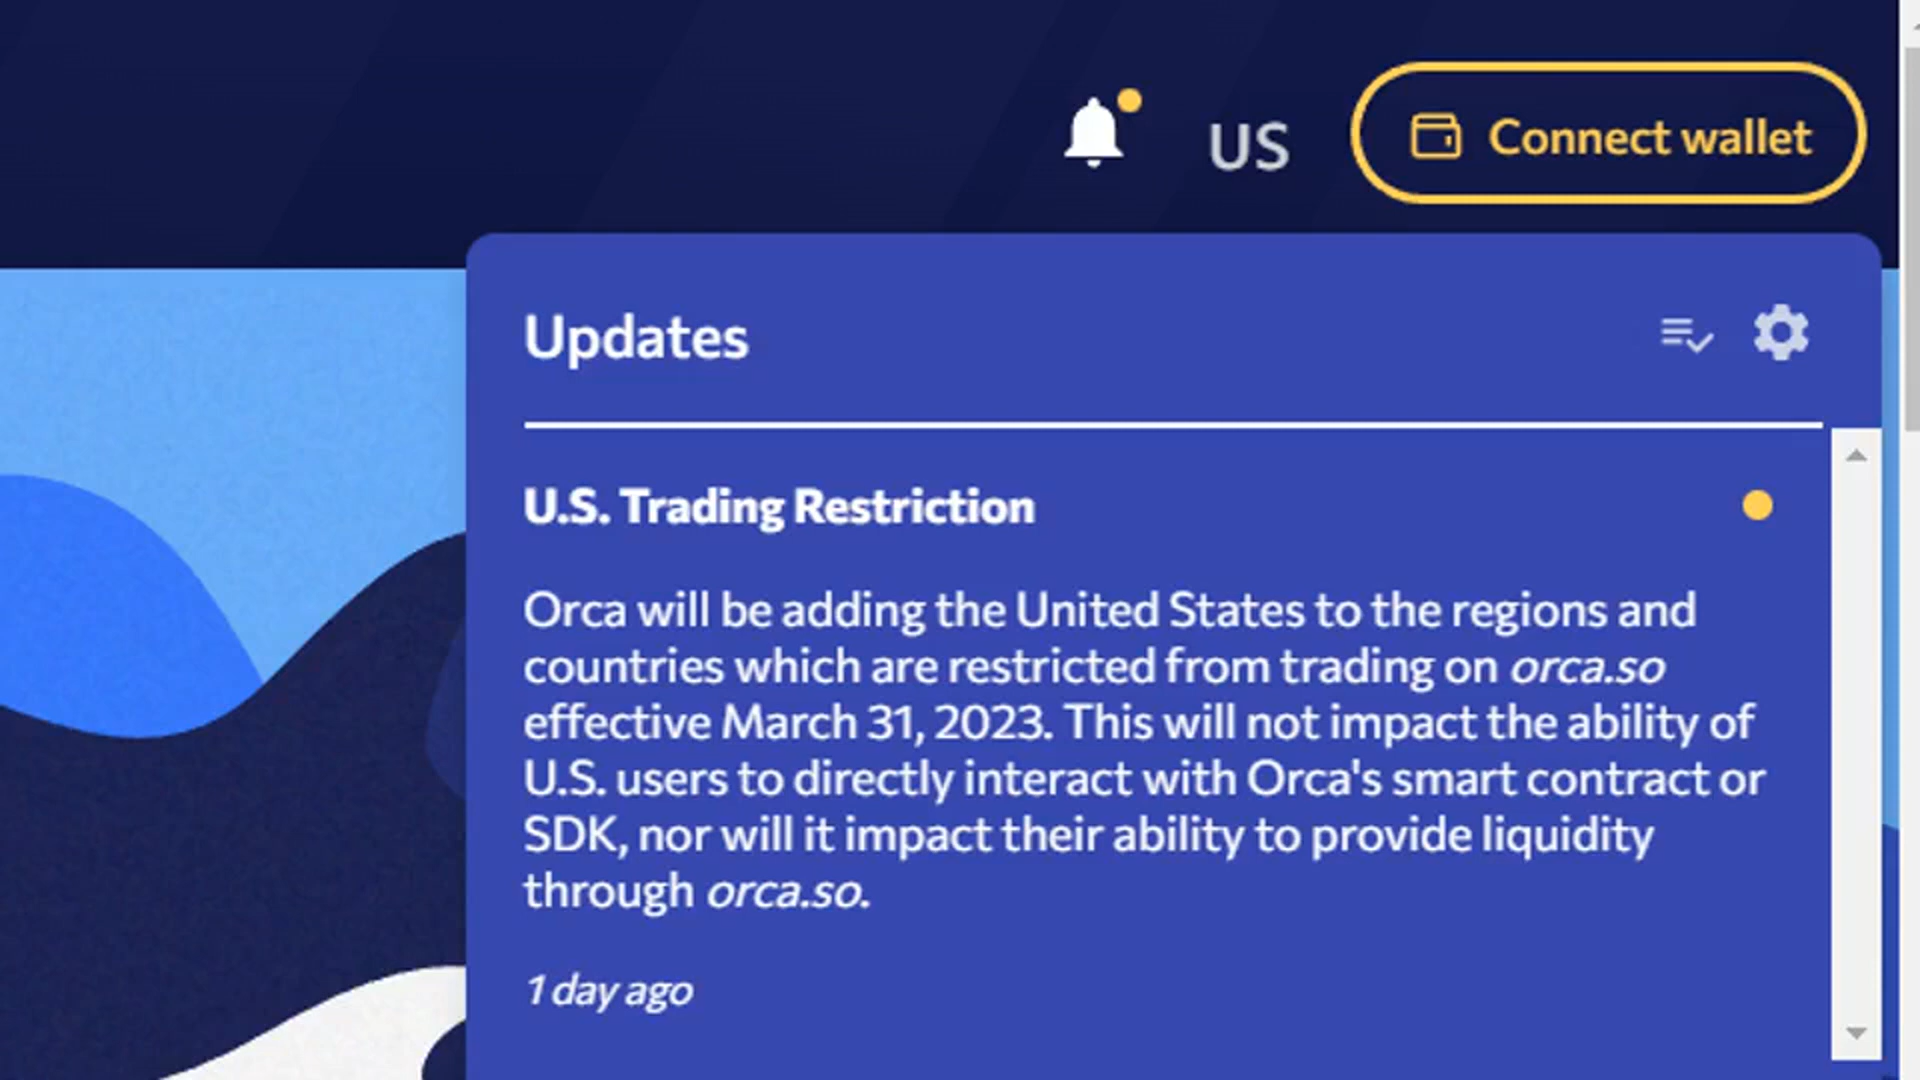 US
Connect wallet
Updates
U.S. Trading Restriction
Orca will be adding the United States to the regions and
countries which are restricted from trading on orca.so
effective March 31, 2023. This will not impact the ability of
U.S. users to directly interact with Orca's smart contract or
SDK, nor will it impact their ability to provide liquidity
through orca.so.
1 day ago